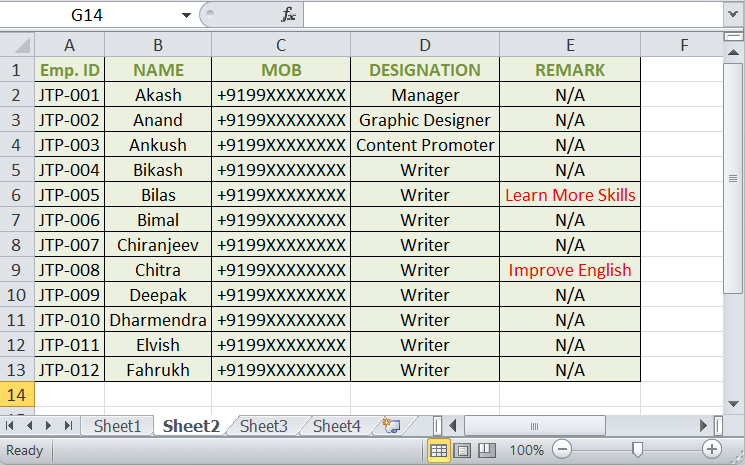 G14 fx
A B C D E F
1 Emp. ID NAME MOB DESIGNATION REMARK
2 JTP-001 Akash +9199XXXXXXXX Manager N/A
3 JTP-002 Anand +9199XXXXXXXX Graphic Designer N/A
4 JTP-003 Ankush +9199XXXXXXXX Content Promoter N/A
5 JTP-004 Bikash +9199XXXXXXXX Writer N/A
6 JTP-005 Bilas +9199XXXXXXXX Writer Learn More Skills
7 JTP-006 Bimal +9199XXXXXXXX Writer N/A
8 JTP-007 Chiranjeev +9199XXXXXXXX Writer N/A
9 JTP-008 Chitra +9199XXXXXXXX Writer Improve English
10 JTP-009 Deepak +9199XXXXXXXX Writer N/A
11 JTP-010 Dharmendra +9199XXXXXXXX Writer N/A
12 JTP-011 Elvish +9199XXXXXXXX Writer N/A
13 JTP-012 Fahrukh +9199XXXXXXXX Writer N/A
14
Sheet1 Sheet2 Sheet3 Sheet4
Ready 100%